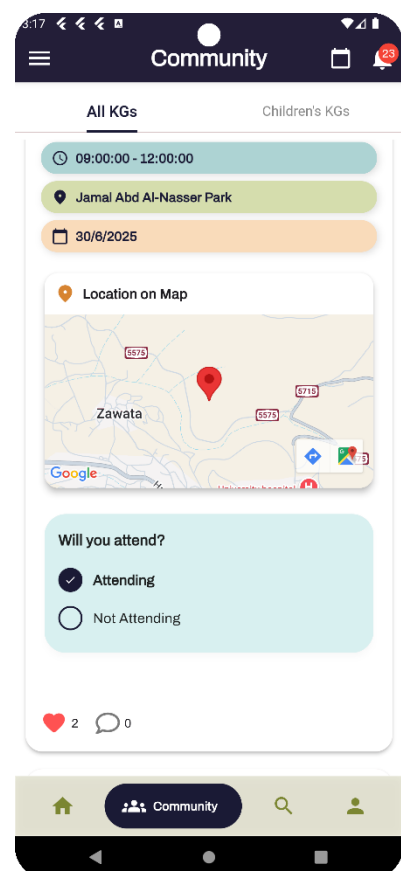 3:17
Community
23
All KGs
Children's KGs
09:00:00 - 12:00:00
Jamal Abd Al-Nasser Park
30/6/2025
Location on Map
5575
5715
Zawata
5575
Google
University hospital
Will you attend?
Attending
Not Attending
2
0
Community